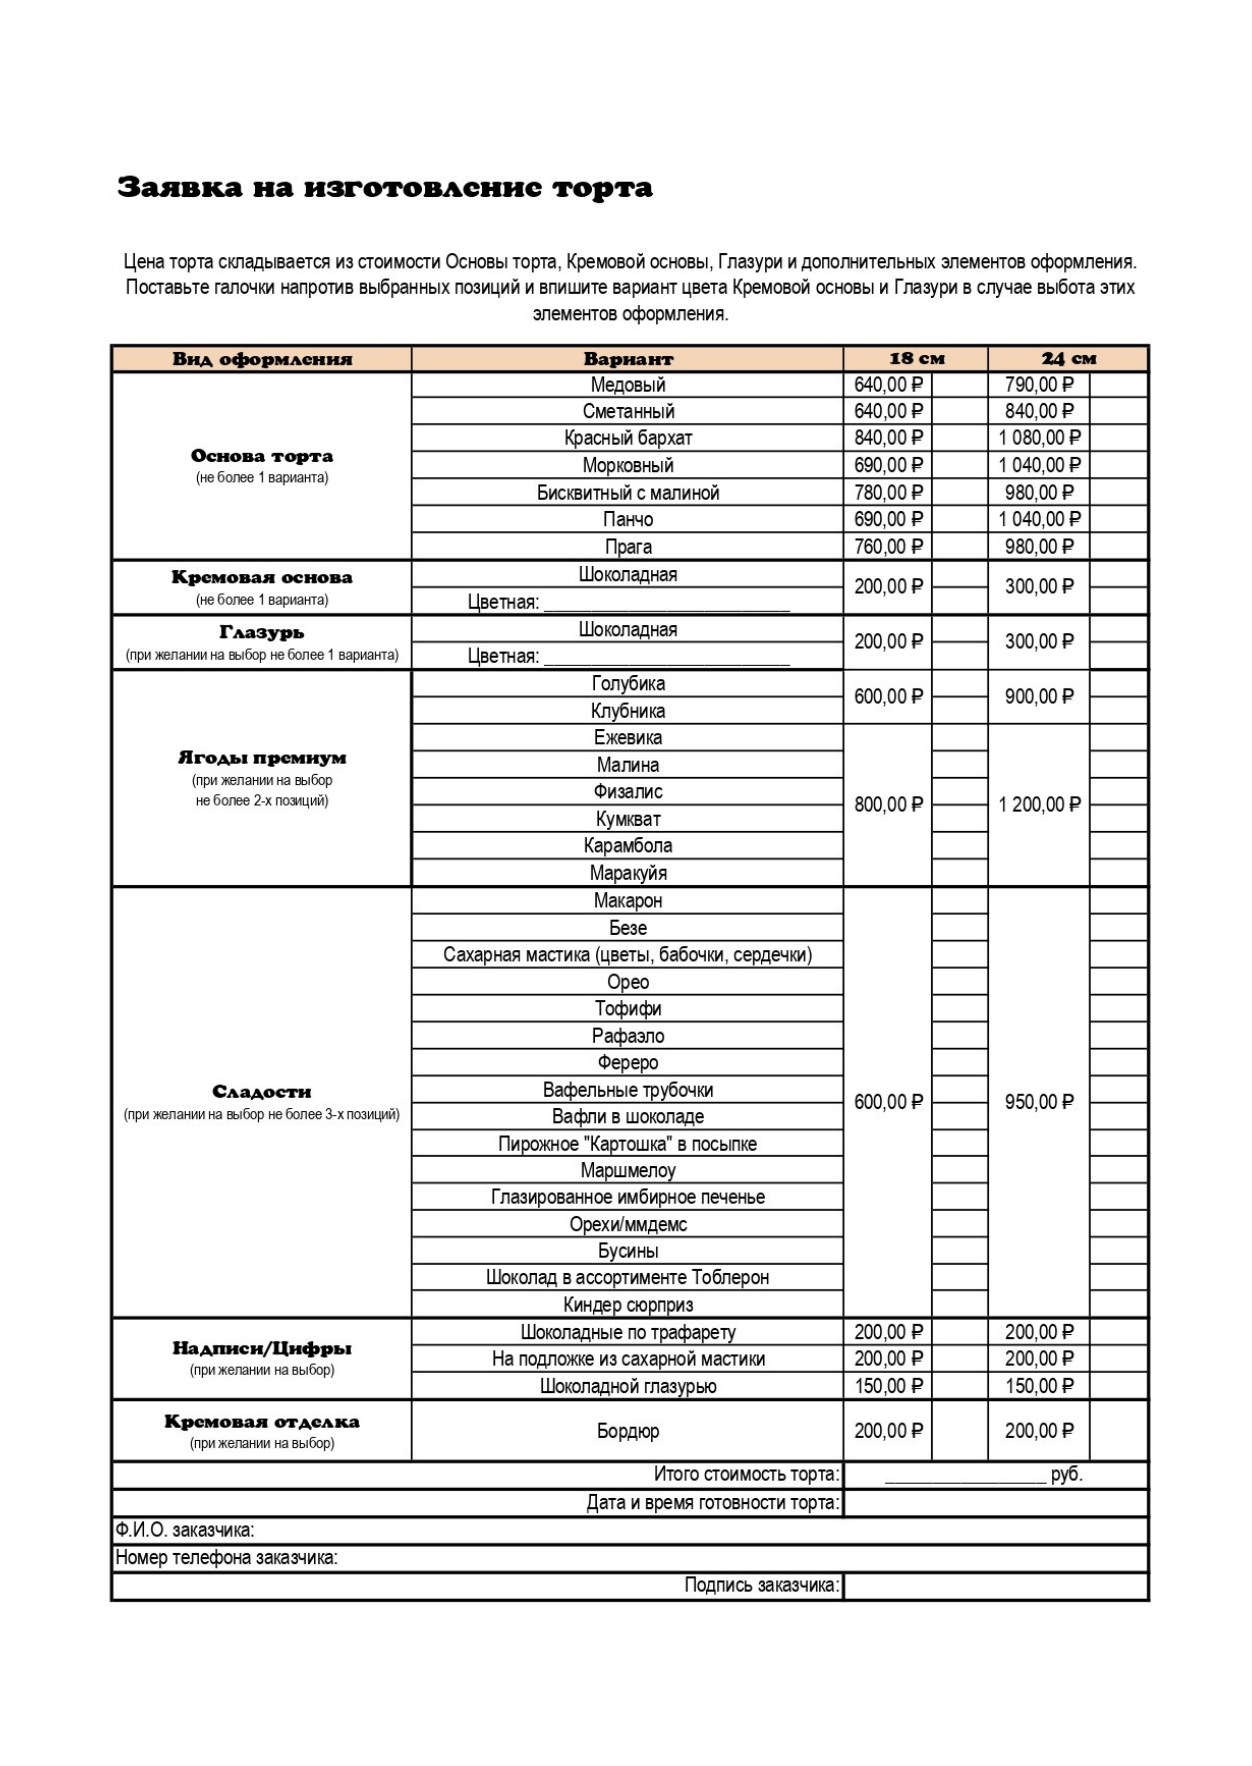 Заявка на изготовление торта
Цена торта складывается из стоимости Основы торта, Кремовой основы, Глазури и дополнительных элементов оформления.
Поставьте галочки напротив выбранных позиций и впишите вариант цвета Кремовой основы и Глазури в случае выбота этих
элементов оформления.
Вид оформления Вариант 18 см 24 см
Основа торта
(не более 1 варианта)
Медовый 640,00 ₽ 790,00 ₽
Сметанный 640,00 ₽ 840,00 ₽
Красный бархат 840,00 ₽ 1 080,00 ₽
Морковный 690,00 ₽ 1 040,00 ₽
Бисквитный с малиной 780,00 ₽ 980,00 ₽
Панчо 690,00 ₽ 1 040,00 ₽
Прага 760,00 ₽ 980,00 ₽
Кремовая основа
(не более 1 варианта)
Шоколадная
Цветная: __________________________
200,00 ₽ 300,00 ₽
Глазурь
(при желании на выбор не более 1 варианта)
Шоколадная
Цветная: __________________________
200,00 ₽ 300,00 ₽
Ягоды премиум
(при желании на выбор
не более 2-х позиций)
Голубика
Клубника
600,00 ₽ 900,00 ₽
Ежевика
Малина
Физалис
Кумкват
Карамбола
Маракуйя
800,00 ₽ 1 200,00 ₽
Сладости
(при желании на выбор не более 3-х позиций)
Макарон
Безе
Сахарная мастика (цветы, бабочки, сердечки)
Орео
Тофифи
Рафаэло
Фереро
Вафельные трубочки
Вафли в шоколаде
Пирожное "Картошка" в посыпке
Маршмелоу
Глазированное имбирное печенье
Орехи/ммдемс
Бусины
Шоколад в ассортименте Тоблерон
Киндер сюрприз
600,00 ₽ 950,00 ₽
Надписи/Цифры
(при желании на выбор)
Шоколадные по трафарету 200,00 ₽ 200,00 ₽
На подложке из сахарной мастики 200,00 ₽ 200,00 ₽
Шоколадной глазурью 150,00 ₽ 150,00 ₽
Кремовая отделка
(при желании на выбор)
Бордюр 200,00 ₽ 200,00 ₽
Итого стоимость торта: _________________ руб.
Дата и время готовности торта:
Ф.И.О. заказчика:
Номер телефона заказчика:
Подпись заказчика: